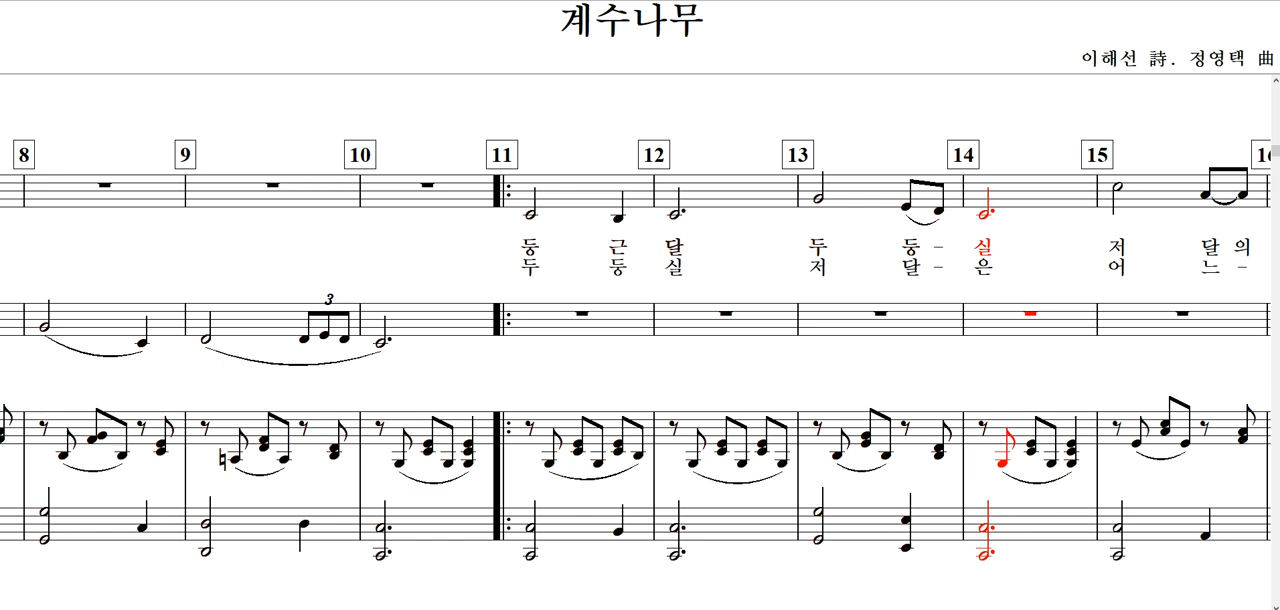 계수나무
이해선 詩. 정영택 曲
8 9 10 11 12 13 14 15 16
둥 근 달 두 둥 - 실 저 달 의
두 둥 실 저 달 - 은 어 느 -
3